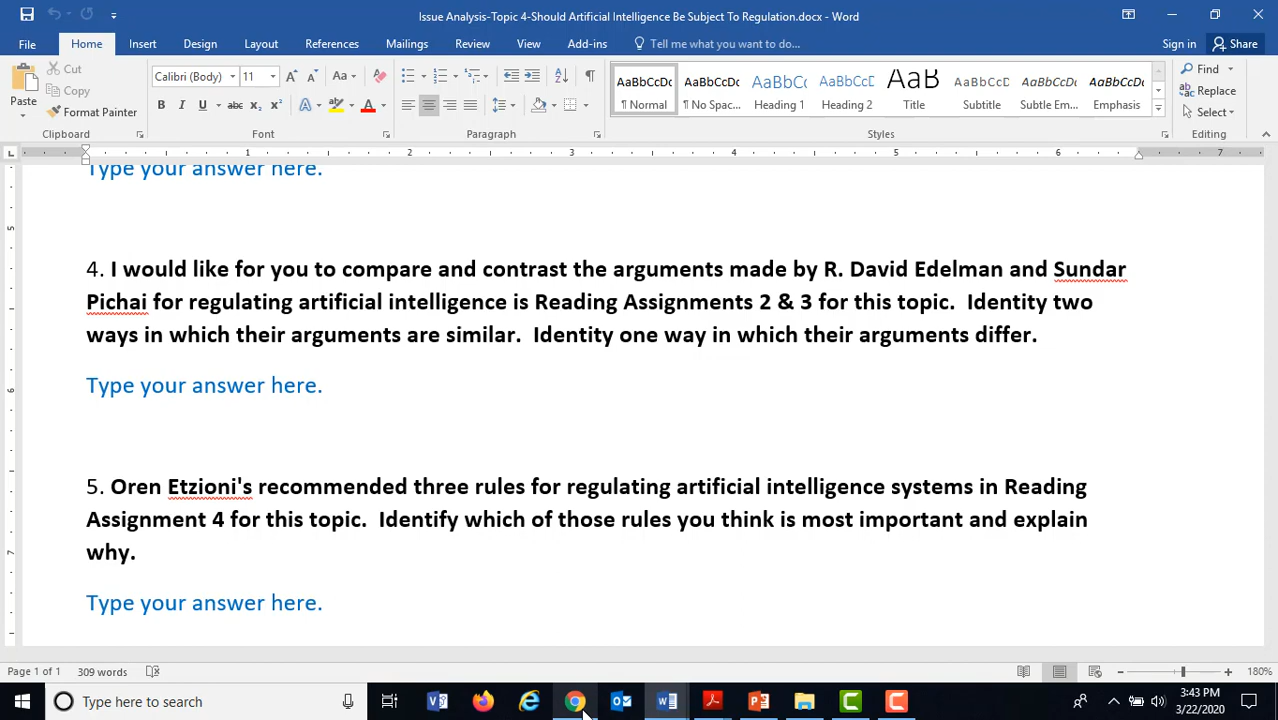 Issue Analysis-Topic 4-Should Artificial Intelligence Be Subject To Regulation.docx - Word
File Home Insert Design Layout References Mailings Review View Add-ins Tell me what you want to do... Sign in Share
Paste
Cut
Copy
Format Painter
Clipboard
Calibri (Body) 11
Font
Paragraph
AaBbCcDc AaBbCcDc AaBbCc AaBbCcC AaB AaBbCcC AaBbCcDc AaBbCcDc
¶ Normal ¶ No Spac... Heading 1 Heading 2 Title Subtitle Subtle Em... Emphasis
Styles
Find
Replace
Select
Editing
1 2 3 4 5 6 7
Type your answer here.
4. I would like for you to compare and contrast the arguments made by R. David Edelman and Sundar
Pichai for regulating artificial intelligence is Reading Assignments 2 & 3 for this topic. Identity two
ways in which their arguments are similar. Identity one way in which their arguments differ.
Type your answer here.
5. Oren Etzioni's recommended three rules for regulating artificial intelligence systems in Reading
Assignment 4 for this topic. Identify which of those rules you think is most important and explain
why.
Type your answer here.
Page 1 of 1 309 words 180%
Type here to search
3:43 PM
3/22/2020